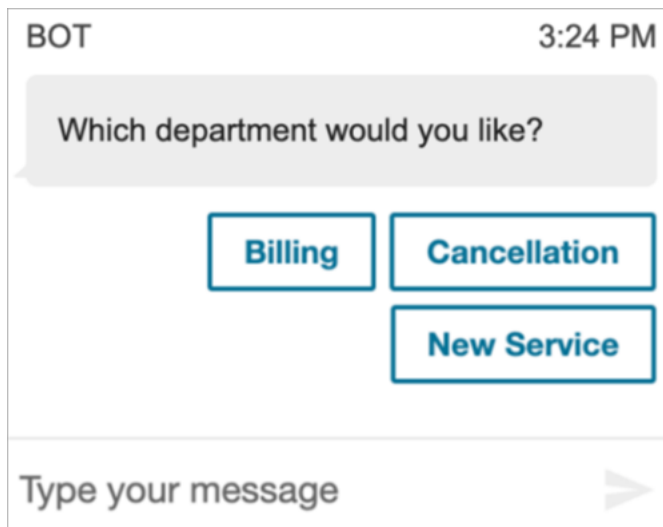 BOT 3:24 PM
Which department would you like?
Billing Cancellation
New Service
Type your message